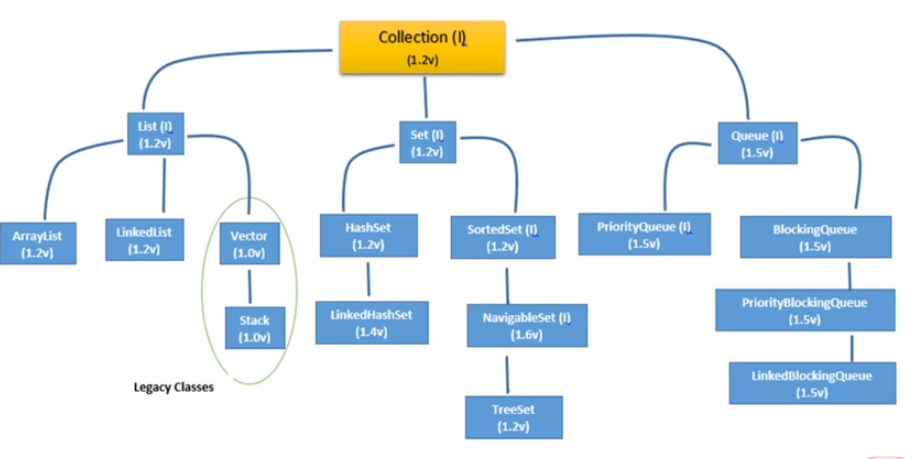 Collection (I)
(1.2v)
List (I)
(1.2v)
Set (I)
(1.2v)
Queue (I)
(1.5v)
ArrayList
(1.2v)
LinkedList
(1.2v)
Vector
(1.0v)
HashSet
(1.2v)
SortedSet (I)
(1.2v)
PriorityQueue (I)
(1.5v)
BlockingQueue
(1.5v)
Stack
(1.0v)
LinkedHashSet
(1.4v)
NavigableSet (I)
(1.6v)
PriorityBlockingQueue
(1.5v)
Legacy Classes
TreeSet
(1.2v)
LinkedBlockingQueue
(1.5v)